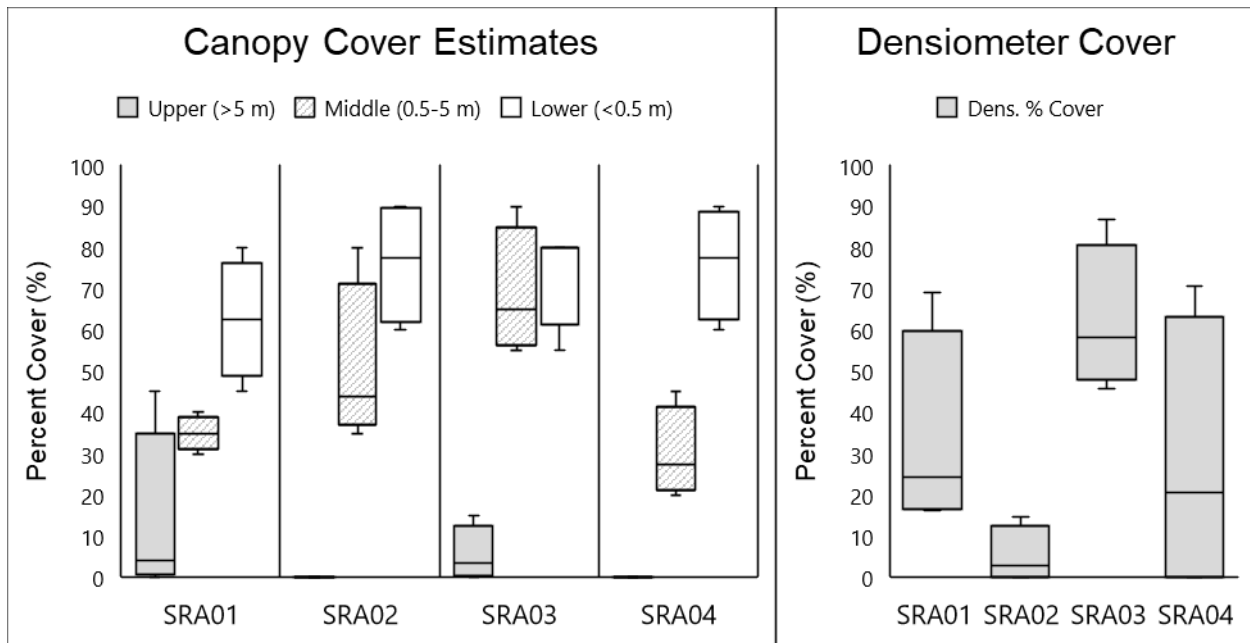 Canopy Cover Estimates
Upper (>5 m) Middle (0.5-5 m) Lower (<0.5 m)
Percent Cover (%)
100
90
80
70
60
50
40
30
20
10
0
SRA01 SRA02 SRA03 SRA04
Densiometer Cover
Dens. % Cover
Percent Cover (%)
100
90
80
70
60
50
40
30
20
10
0
SRA01 SRA02 SRA03 SRA04